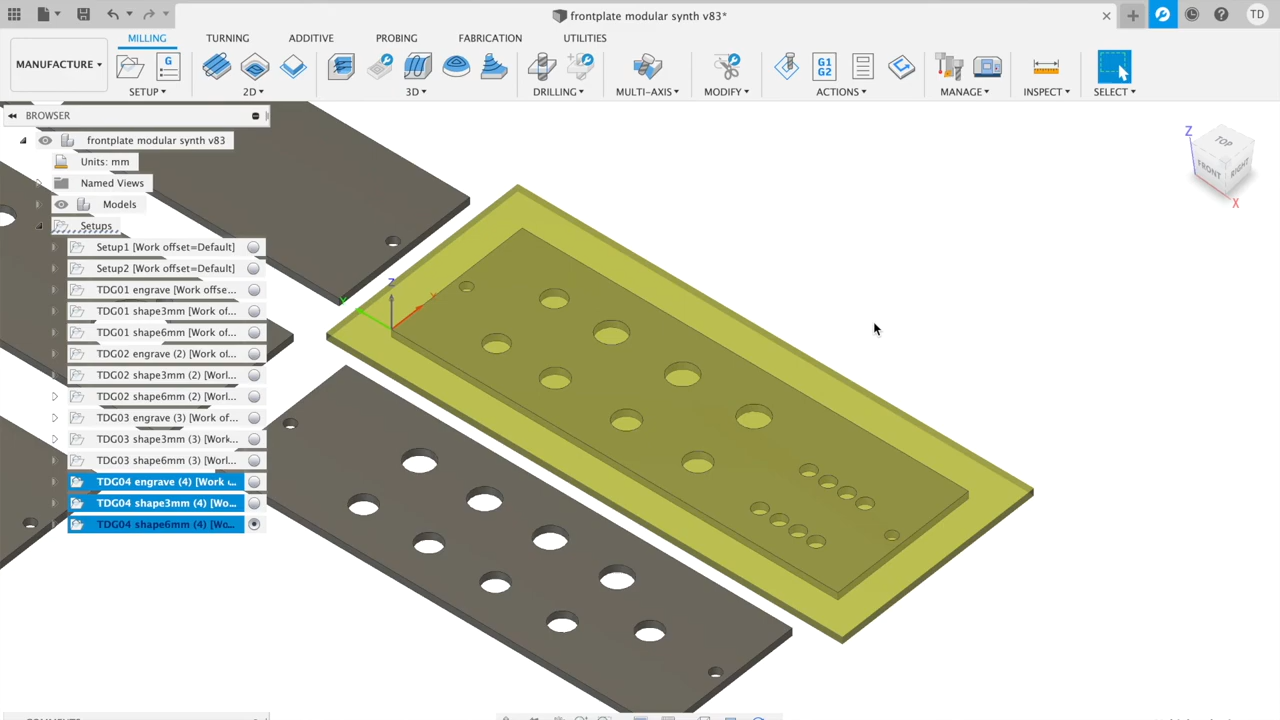 frontplate modular synth v83*
TD
MILLING TURNING ADDITIVE PROBING FABRICATION UTILITIES
MANUFACTURE
G
G1
G2
SETUP 2D 3D DRILLING MULTI-AXIS MODIFY ACTIONS MANAGE INSPECT SELECT
BROWSER
frontplate modular synth v83
Units: mm
Named Views
Models
Setups
Setup1 [Work offset=Default]
Setup2 [Work offset=Default]
TDG01 engrave [Work offse...
TDG01 shape3mm [Work of...
TDG01 shape6mm [Work of...
TDG02 engrave (2) [Work of...
TDG02 shape3mm (2) [Wor...
TDG02 shape6mm (2) [Wor...
TDG03 engrave (3) [Work of...
TDG03 shape3mm (3) [Work...
TDG03 shape6mm (3) [Worl...
TDG04 engrave (4) [Work o...
TDG04 shape3mm (4) [Wo...
TDG04 shape6mm (4) [Wo...
Z
TOP
FRONT
RIGHT
X
Z